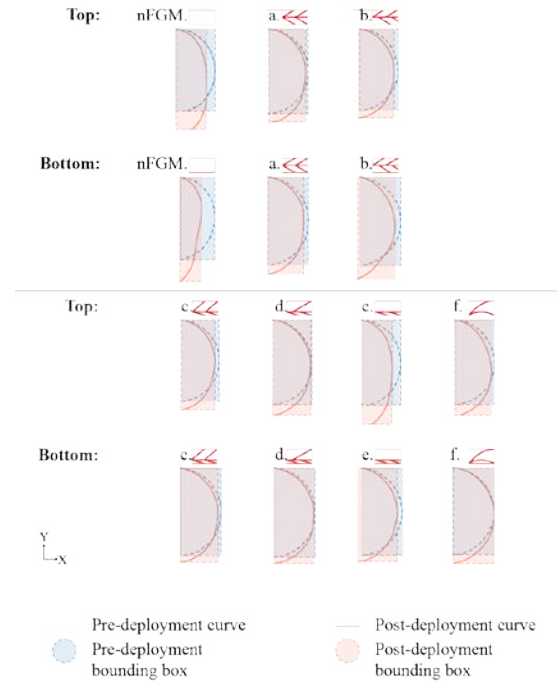 Top: nFGM. a. b.
Bottom: nFGM. a. b.
Top: c. d. e. f.
Bottom: c. d. e. f.
Y
X
Pre-deployment curve Post-deployment curve
Pre-deployment Post-deployment
bounding box bounding box